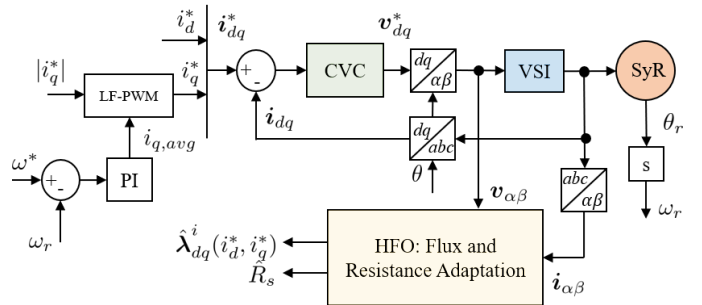 i*_d
i*_dq
v*_dq
|i*_q|
LF-PWM
i*_q
+
-
CVC
dq
αβ
VSI
SyR
i_dq
i_q,avg
dq
abc
θ_r
ω*
+
-
PI
θ
abc
αβ
s
ω_r
v_αβ
ω_r
λ̂^i_dq(i*_d, i*_q)
R̂_s
HFO: Flux and
Resistance Adaptation
i_αβ